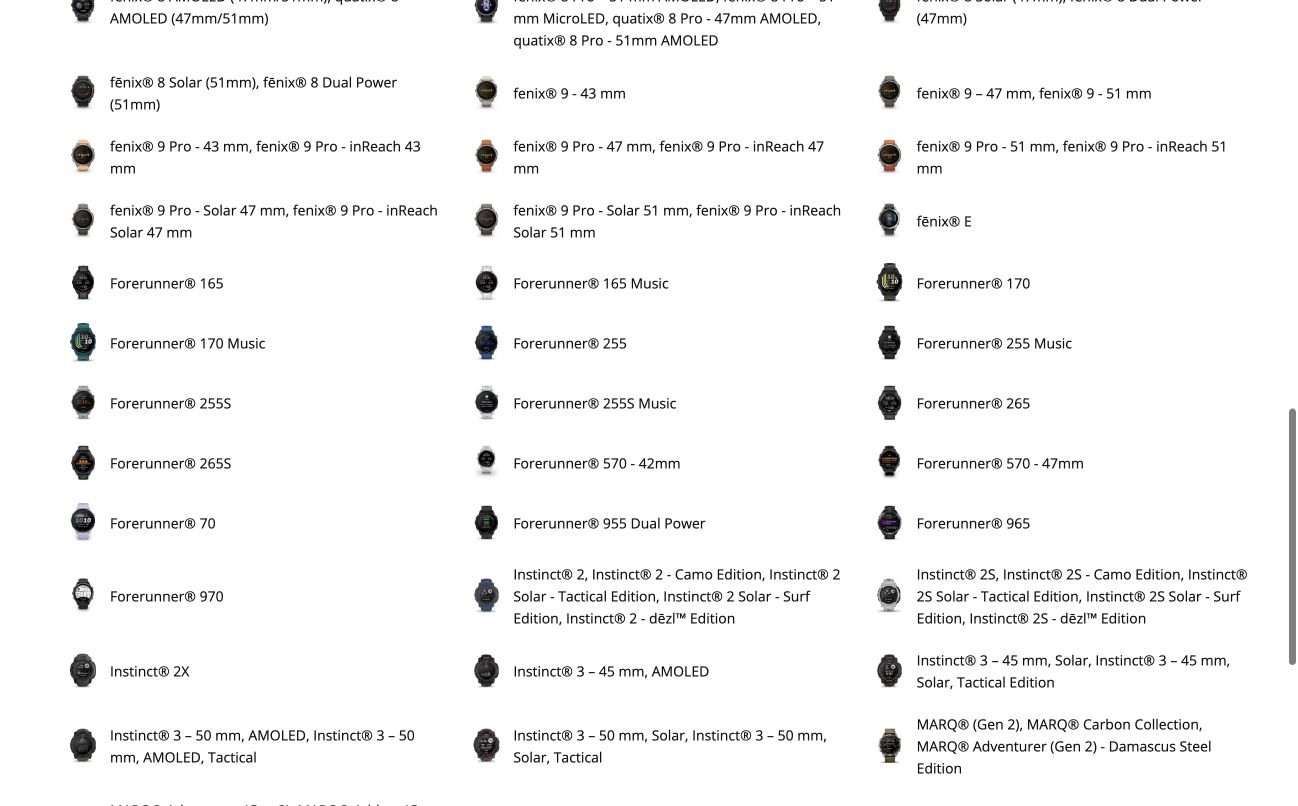 AMOLED (47mm/51mm)
mm MicroLED, quatix® 8 Pro - 47mm AMOLED,
quatix® 8 Pro - 51mm AMOLED
(47mm)
fēnix® 8 Solar (51mm), fēnix® 8 Dual Power
(51mm)
fenix® 9 - 43 mm
fenix® 9 – 47 mm, fenix® 9 - 51 mm
fenix® 9 Pro - 43 mm, fenix® 9 Pro - inReach 43
mm
fenix® 9 Pro - 47 mm, fenix® 9 Pro - inReach 47
mm
fenix® 9 Pro - 51 mm, fenix® 9 Pro - inReach 51
mm
fenix® 9 Pro - Solar 47 mm, fenix® 9 Pro - inReach
Solar 47 mm
fenix® 9 Pro - Solar 51 mm, fenix® 9 Pro - inReach
Solar 51 mm
fēnix® E
Forerunner® 165
Forerunner® 165 Music
Forerunner® 170
Forerunner® 170 Music
Forerunner® 255
Forerunner® 255 Music
Forerunner® 255S
Forerunner® 255S Music
Forerunner® 265
Forerunner® 265S
Forerunner® 570 - 42mm
Forerunner® 570 - 47mm
Forerunner® 70
Forerunner® 955 Dual Power
Forerunner® 965
Forerunner® 970
Instinct® 2, Instinct® 2 - Camo Edition, Instinct® 2
Solar - Tactical Edition, Instinct® 2 Solar - Surf
Edition, Instinct® 2 - dēzl™ Edition
Instinct® 2S, Instinct® 2S - Camo Edition, Instinct®
2S Solar - Tactical Edition, Instinct® 2S Solar - Surf
Edition, Instinct® 2S - dēzl™ Edition
Instinct® 2X
Instinct® 3 – 45 mm, AMOLED
Instinct® 3 – 45 mm, Solar, Instinct® 3 – 45 mm,
Solar, Tactical Edition
Instinct® 3 – 50 mm, AMOLED, Instinct® 3 – 50
mm, AMOLED, Tactical
Instinct® 3 – 50 mm, Solar, Instinct® 3 – 50 mm,
Solar, Tactical
MARQ® (Gen 2), MARQ® Carbon Collection,
MARQ® Adventurer (Gen 2) - Damascus Steel
Edition